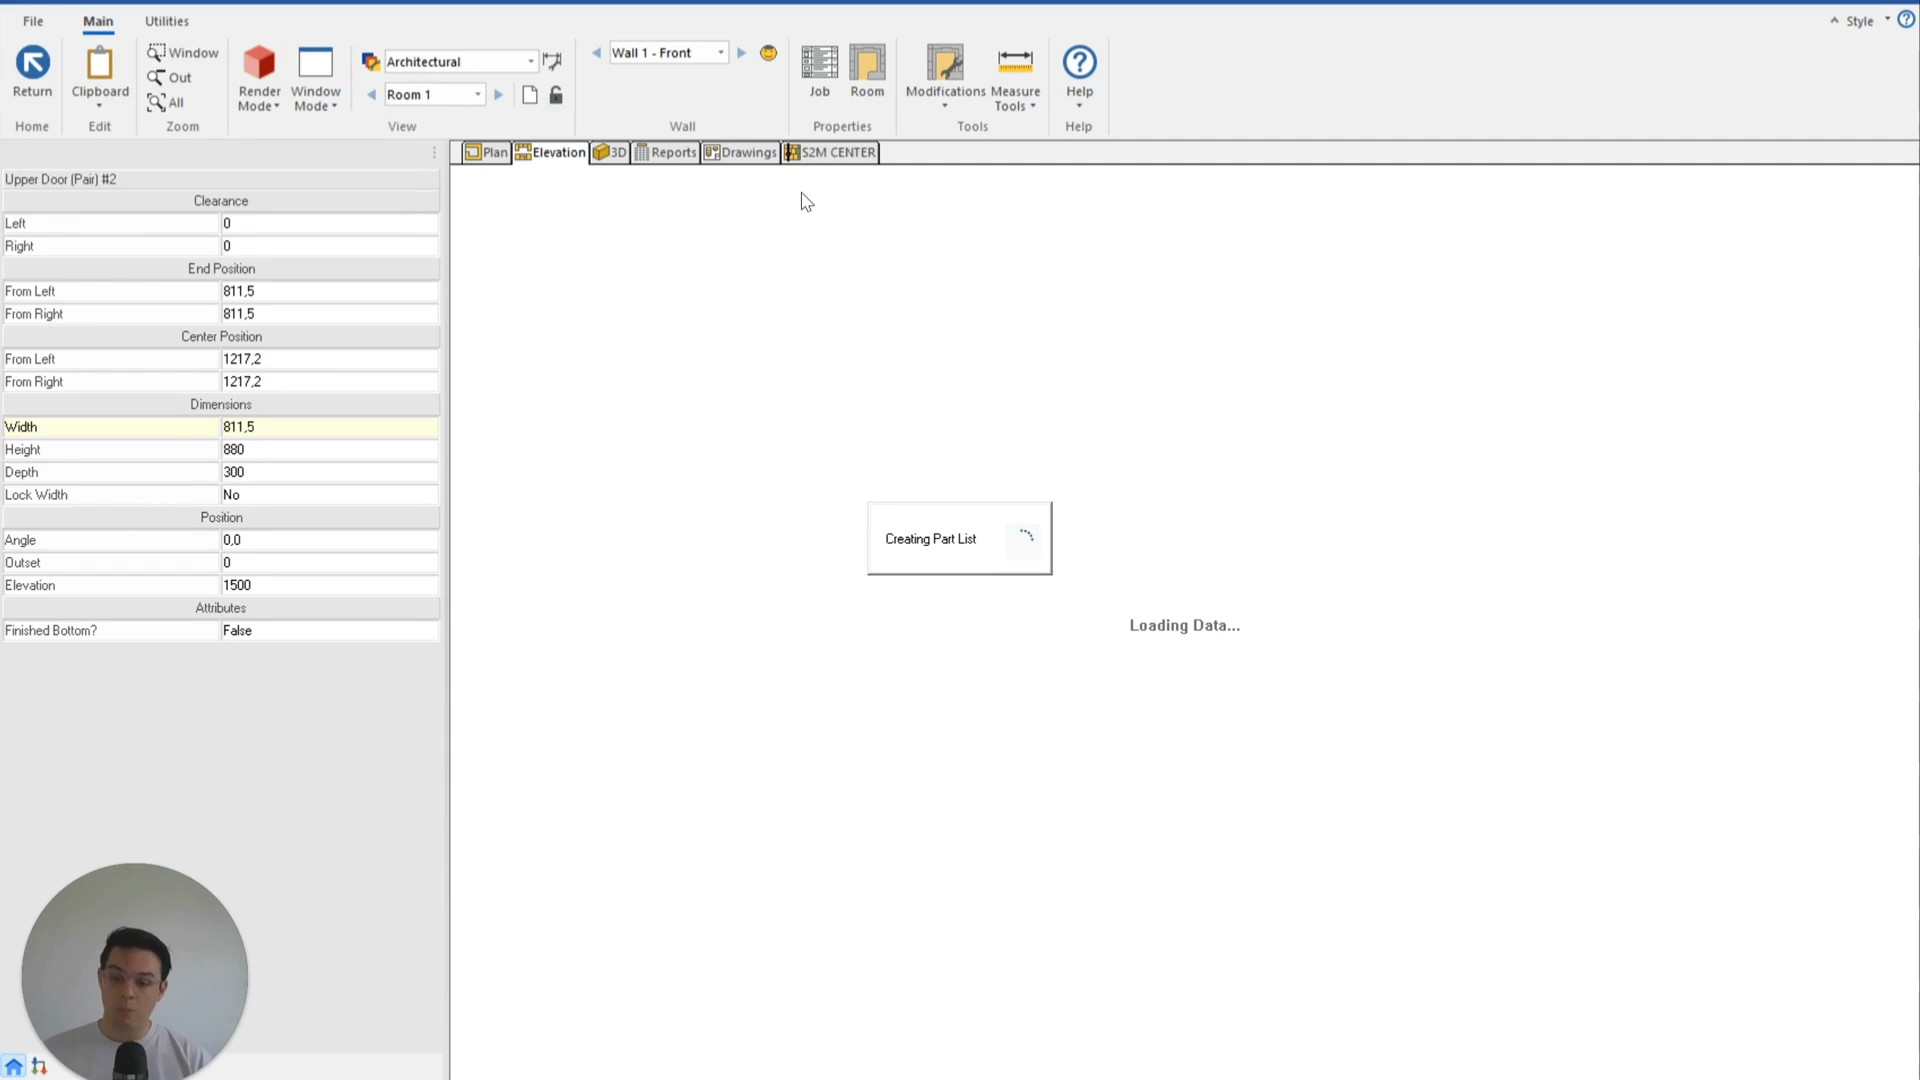 File Main Utilities
Style
Return
Clipboard
Window
Out
All
Render Mode
Window Mode
Architectural
Room 1
Wall 1 - Front
Job
Room
Modifications
Measure Tools
Help
Home Edit Zoom View Wall Properties Tools Help
Plan Elevation 3D Reports Drawings S2M CENTER
Upper Door (Pair) #2
Clearance
Left 0
Right 0
End Position
From Left 811,5
From Right 811,5
Center Position
From Left 1217,2
From Right 1217,2
Dimensions
Width 811,5
Height 880
Depth 300
Lock Width No
Position
Angle 0,0
Outset 0
Elevation 1500
Attributes
Finished Bottom? False
Creating Part List
Loading Data...